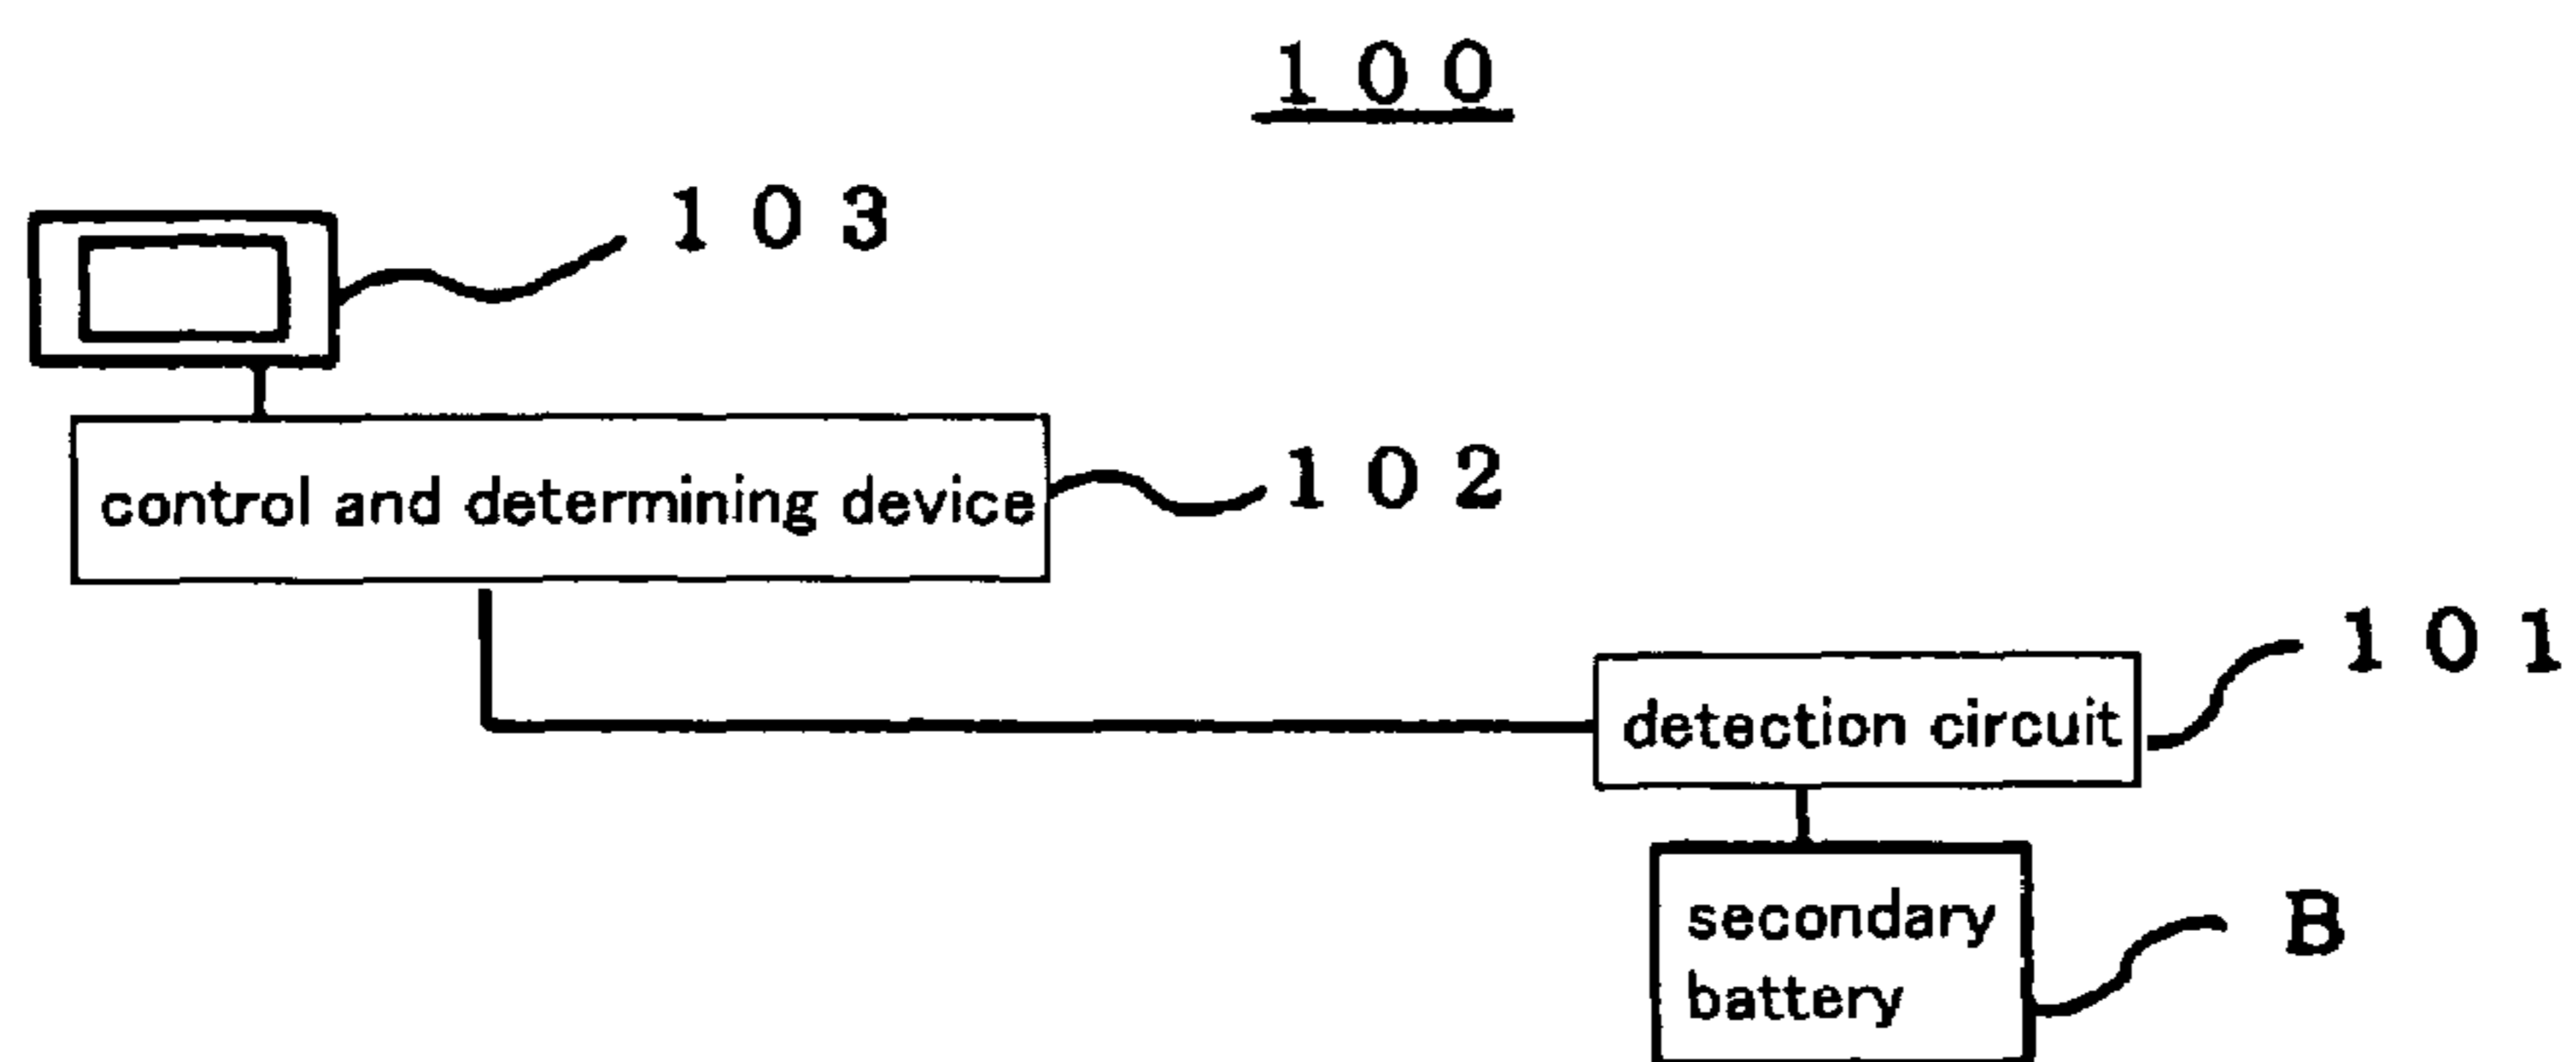 100
103
control and determining device
102
detection circuit
101
secondary
battery
B